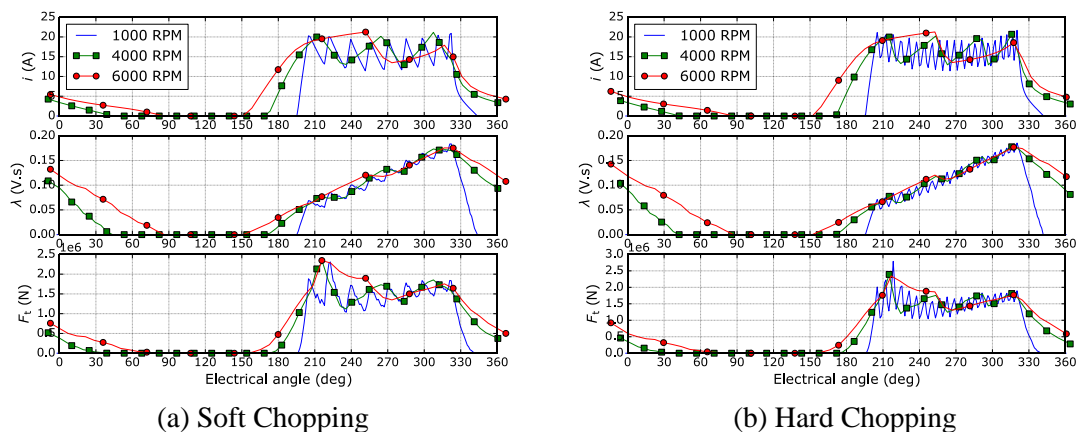 25
20
15
10
5
0
i (A)
1000 RPM
4000 RPM
6000 RPM
0 30 60 90 120 150 180 210 240 270 300 330 360
0.20
0.15
0.10
0.05
0.00
λ (V.s)
0 30 60 90 120 150 180 210 240 270 300 330 360
1e6
2.5
2.0
1.5
1.0
0.5
0.0
Ft (N)
0 30 60 90 120 150 180 210 240 270 300 330 360
Electrical angle (deg)
(a) Soft Chopping
25
20
15
10
5
0
i (A)
1000 RPM
4000 RPM
6000 RPM
0 30 60 90 120 150 180 210 240 270 300 330 360
0.20
0.15
0.10
0.05
0.00
λ (V.s)
0 30 60 90 120 150 180 210 240 270 300 330 360
1e6
3.0
2.5
2.0
1.5
1.0
0.5
0.0
Ft (N)
0 30 60 90 120 150 180 210 240 270 300 330 360
Electrical angle (deg)
(b) Hard Chopping